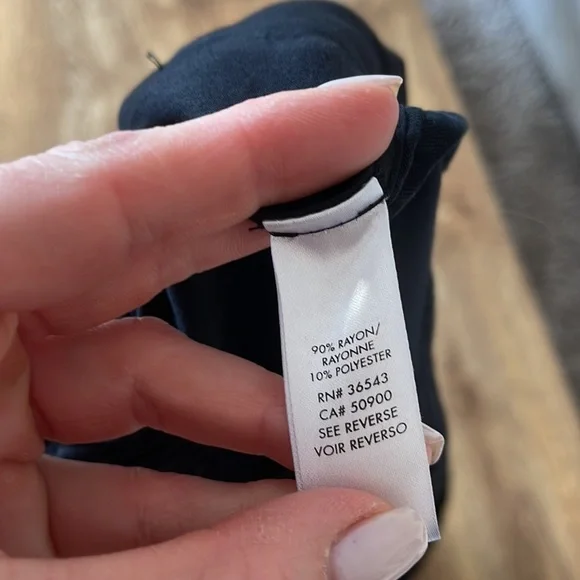 90% RAYON/
RAYONNE
10% POLYESTER
RN# 36543
CA# 50900
SEE REVERSE
VOIR REVERSO